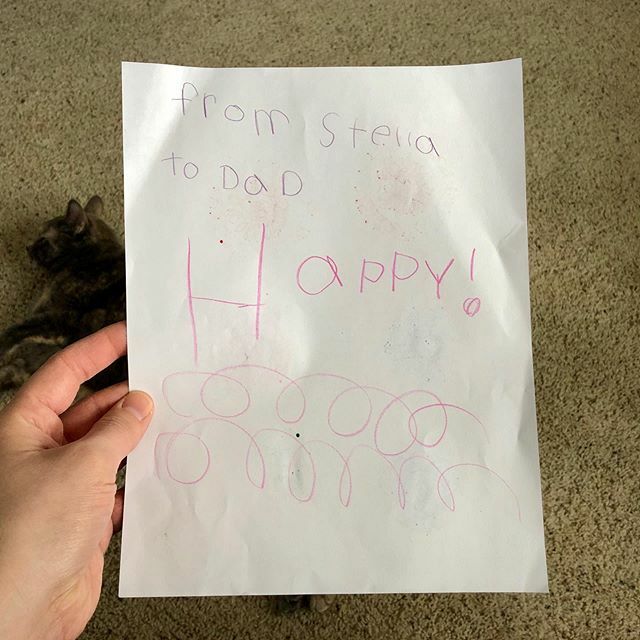 from Stella
to DaD
Happy!